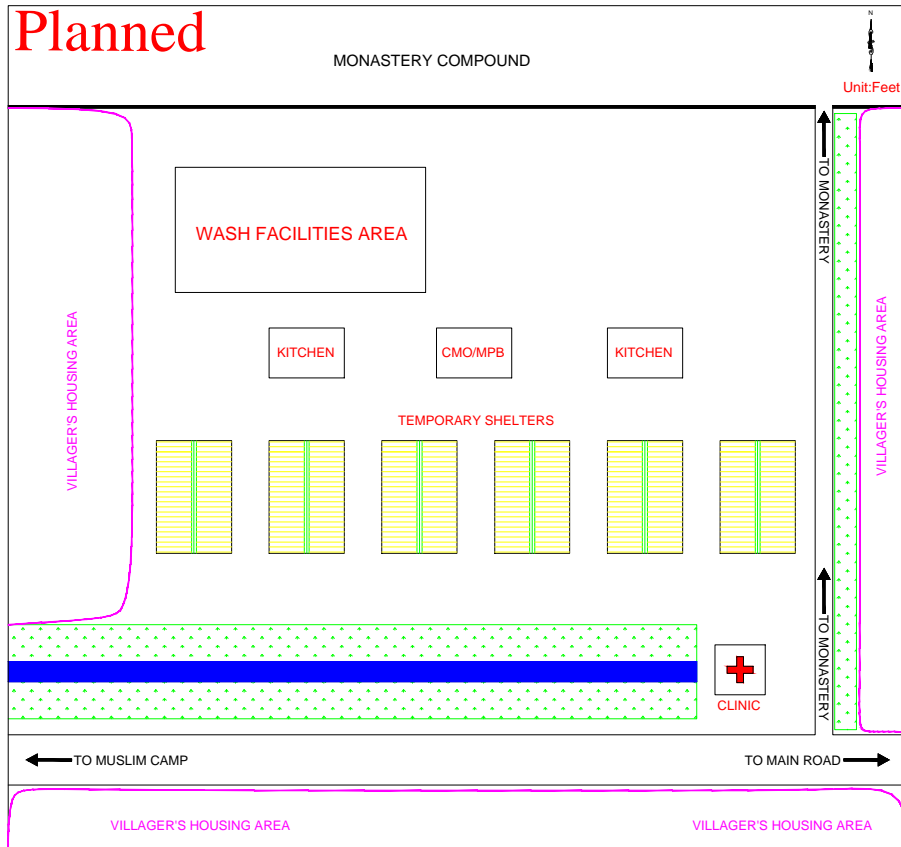 Planned
N
MONASTERY COMPOUND
Unit:Feet
TO MONASTERY
WASH FACILITIES AREA
VILLAGER'S HOUSING AREA
VILLAGER'S HOUSING AREA
KITCHEN
CMO/MPB
KITCHEN
TEMPORARY SHELTERS
TO MONASTERY
CLINIC
TO MUSLIM CAMP
TO MAIN ROAD
VILLAGER'S HOUSING AREA
VILLAGER'S HOUSING AREA